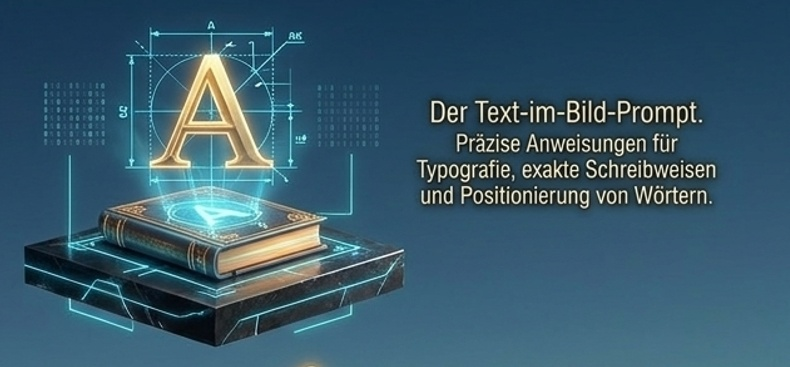 A
A
Der Text-im-Bild-Prompt.
Präzise Anweisungen für
Typografie, exakte Schreibweisen
und Positionierung von Wörtern.